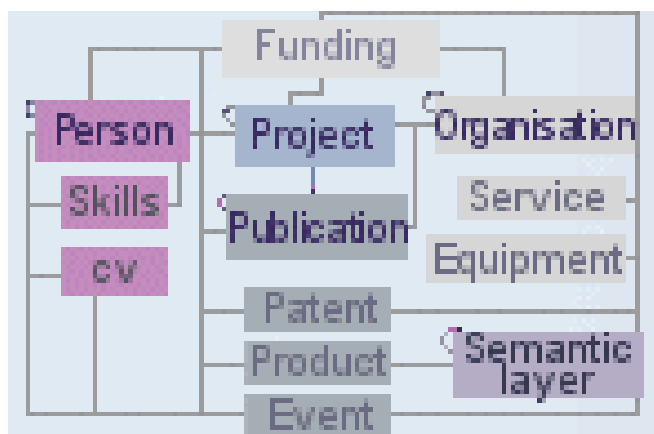 Funding
Person
Project
Organisation
Skills
Publication
Service
cv
Equipment
Patent
Product
Semantic
layer
Event